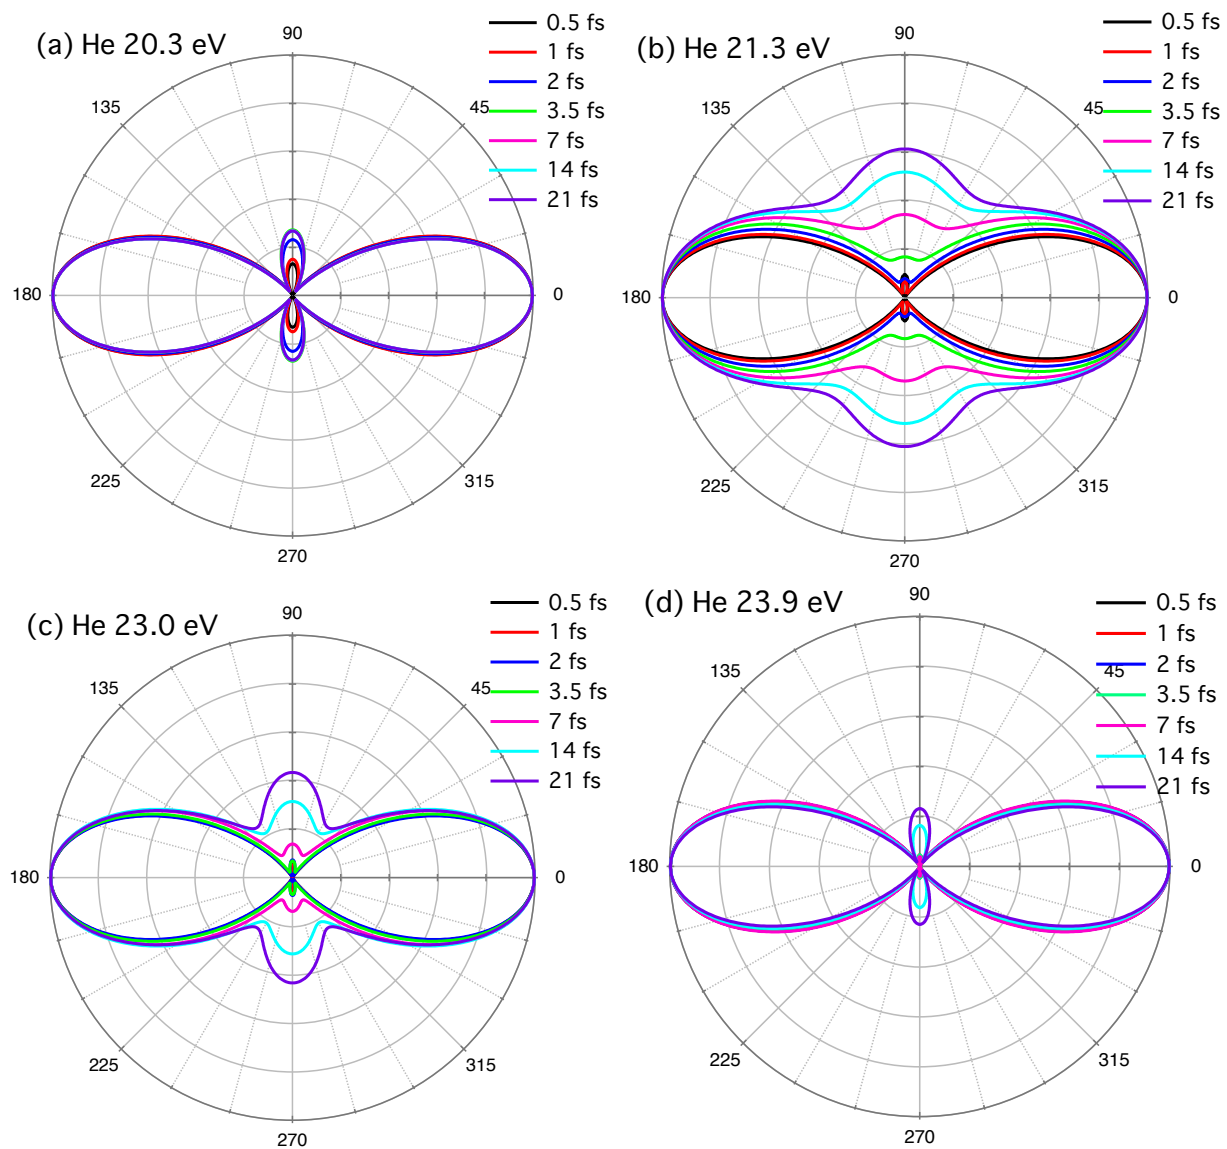 (a) He 20.3 eV
90
135
45
180
0
225
315
270
0.5 fs
1 fs
2 fs
3.5 fs
7 fs
14 fs
21 fs
(b) He 21.3 eV
90
135
45
180
0
225
315
270
0.5 fs
1 fs
2 fs
3.5 fs
7 fs
14 fs
21 fs
(c) He 23.0 eV
90
135
45
180
0
225
315
270
0.5 fs
1 fs
2 fs
3.5 fs
7 fs
14 fs
21 fs
(d) He 23.9 eV
90
135
45
180
0
225
315
270
0.5 fs
1 fs
2 fs
3.5 fs
7 fs
14 fs
21 fs